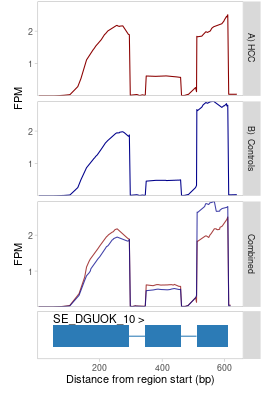 2
1
FPM
A) HCC
2
1
B) Controls
2
1
FPM
Combined
SE_DGUOK_10 >
200 400 600
Distance from region start (bp)